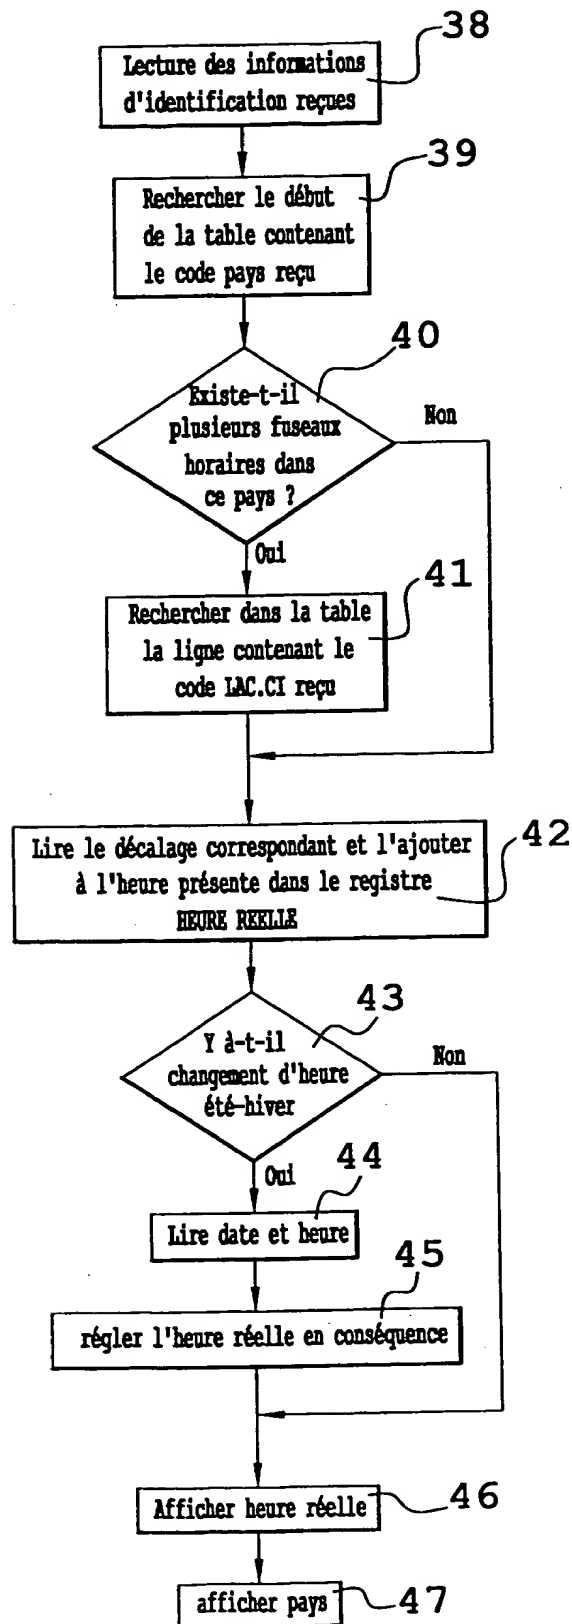 38
Lecture des informations
d'identification reçues
39
Rechercher le début
de la table contenant
le code pays reçu
40
Existe-t-il
plusieurs fuseaux
horaires dans
ce pays ?
Non
Oui
41
Rechercher dans la table
la ligne contenant le
code LAC.CI reçu
42
Lire le décalage correspondant et l'ajouter
à l'heure présente dans le registre
HEURE REELLE
43
Y à-t-il
changement d'heure
été-hiver
Non
Oui
44
Lire date et heure
45
régler l'heure réelle en conséquence
Afficher heure réelle
46
afficher pays
47